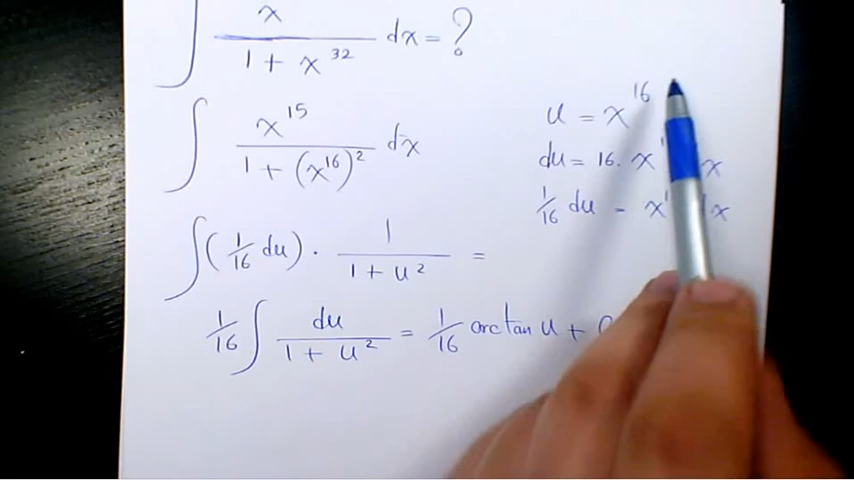 ∫ x / (1 + x^32) dx = ?
∫ x^15 / (1 + (x^16)^2) dx
u = x^16
du = 16. x
1/16 du = x
∫ (1/16 du) · 1 / (1 + u^2) =
1/16 ∫ du / (1 + u^2) = 1/16 arctan u +